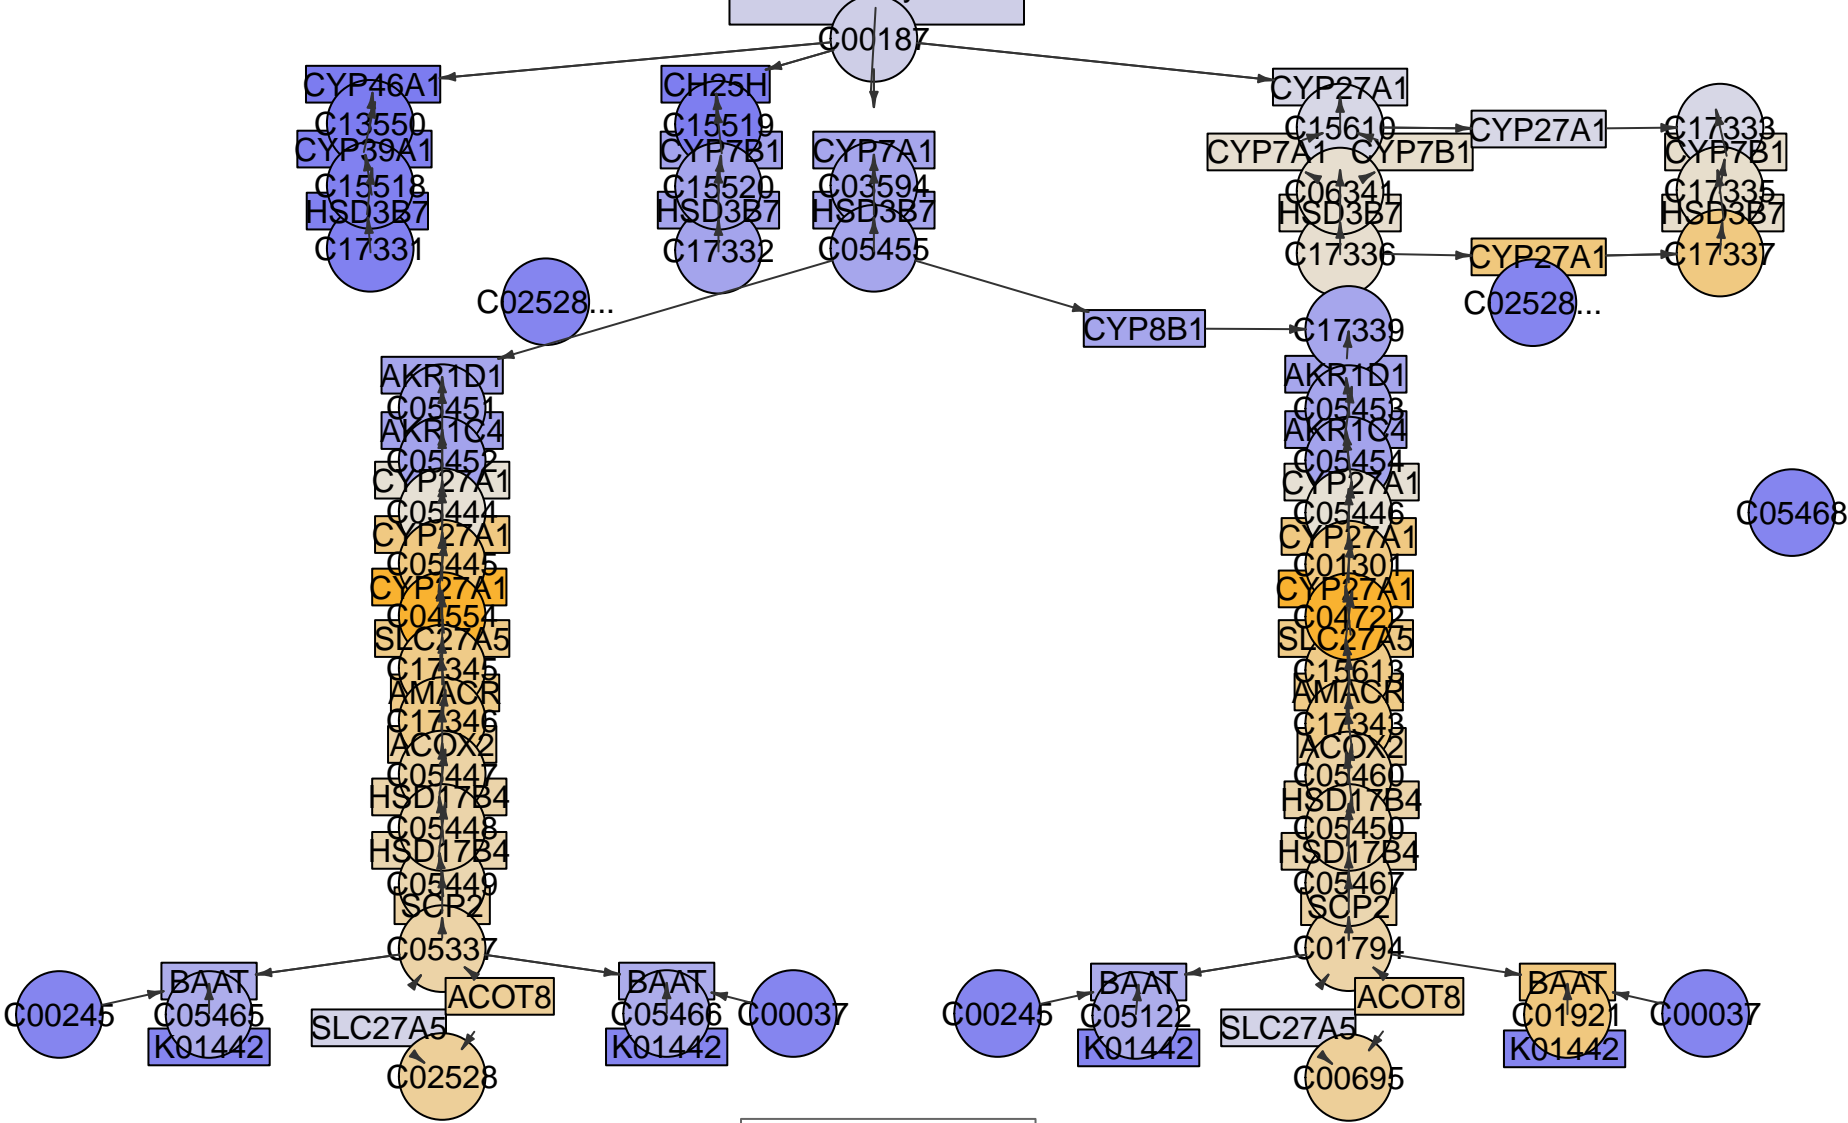 C00187
CYP46A1
CH25H
CYP27A1
C13550
C15519
C15610
CYP27A1
C17333
CYP39A1
CYP7B1
CYP7A1
CYP7A1
CYP7B1
CYP7B1
C15518
C15520
C03594
C06341
C17335
HSD3B7
HSD3B7
HSD3B7
HSD3B7
HSD3B7
C17331
C17332
C05455
C17336
CYP27A1
C17337
C02528...
C02528...
CYP8B1
C17339
AKR1D1
AKR1D1
C05451
C05453
AKR1C4
AKR1C4
C05452
C05454
CYP27A1
CYP27A1
C05444
C05446
C05468
CYP27A1
CYP27A1
C05445
C01301
CYP27A1
CYP27A1
C04554
C04722
SLC27A5
SLC27A5
C17345
C15613
AMACR
AMACR
C17346
C17343
ACOX2
ACOX2
C05447
C05460
HSD17B4
HSD17B4
C05448
C05450
HSD17B4
HSD17B4
C05449
C05467
SCP2
SCP2
C05337
C01794
BAAT
BAAT
BAAT
BAAT
ACOT8
ACOT8
C00245
C05465
C05466
C00037
C00245
C05122
C01921
C00037
SLC27A5
SLC27A5
K01442
K01442
K01442
K01442
C02528
C00695